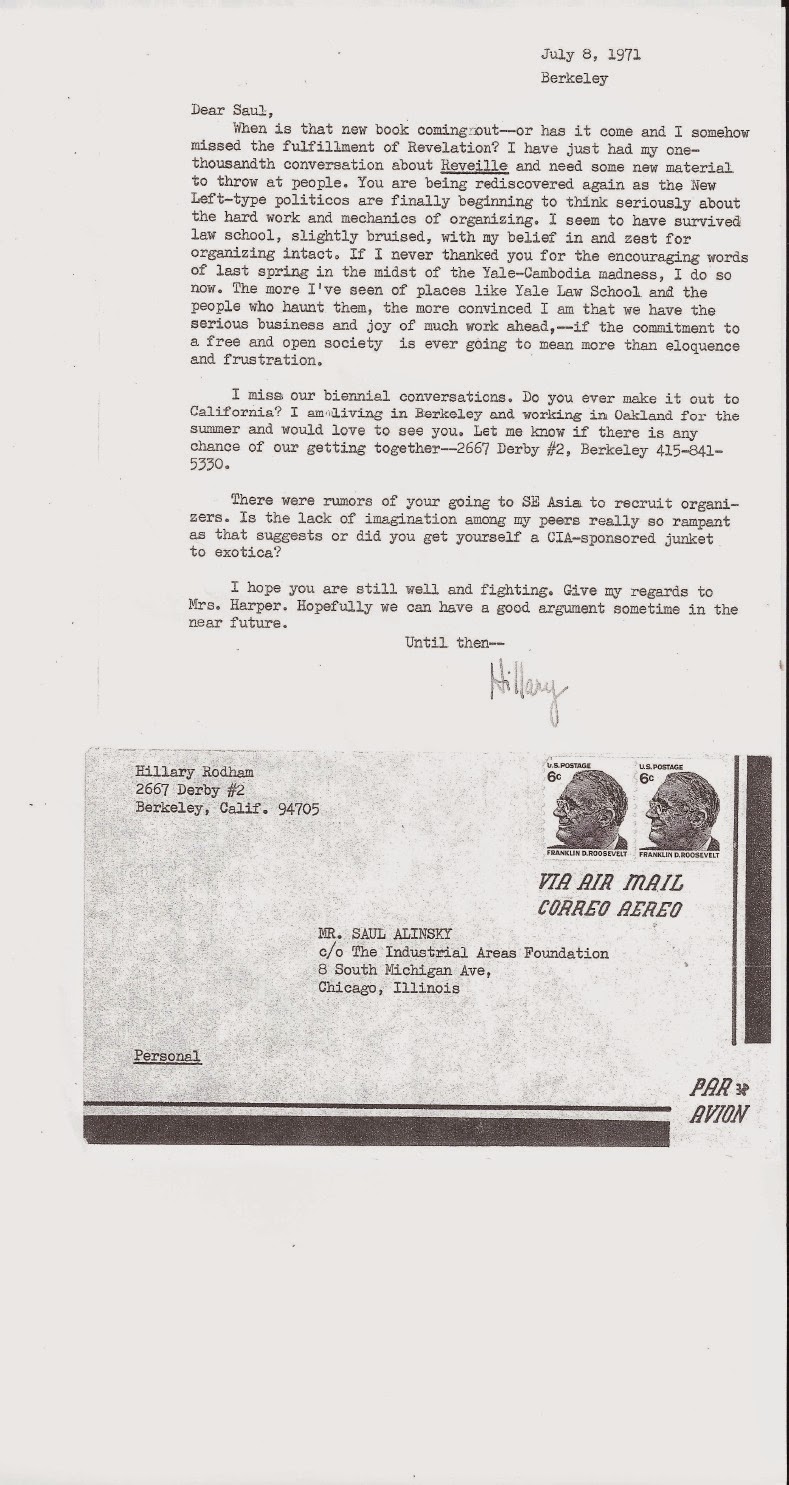 July 8, 1971
Berkeley
Dear Saul,
When is that new book coming out—or has it come and I somehow
missed the fulfillment of Revelation? I have just had my one-
thousandth conversation about Reveille and need some new material
to throw at people. You are being rediscovered again as the New
Left-type politicos are finally beginning to think seriously about
the hard work and mechanics of organizing. I seem to have survived
law school, slightly bruised, with my belief in and zest for
organizing intact. If I never thanked you for the encouraging words
of last spring in the midst of the Yale-Cambodia madness, I do so
now. The more I've seen of places like Yale Law School and the
people who haunt them, the more convinced I am that we have the
serious business and joy of much work ahead,—if the commitment to
a free and open society is ever going to mean more than eloquence
and frustration.
I miss our biennial conversations. Do you ever make it out to
California? I am living in Berkeley and working in Oakland for the
summer and would love to see you. Let me know if there is any
chance of our getting together--2667 Derby #2, Berkeley 415-841-
5330.
There were rumors of your going to SE Asia to recruit organi-
zers. Is the lack of imagination among my peers really so rampant
as that suggests or did you get yourself a CIA-sponsored junket
to exotica?
I hope you are still well and fighting. Give my regards to
Mrs. Harper. Hopefully we can have a good argument sometime in the
near future.
Until then--
Hillary
Hillary Rodham
2667 Derby #2
Berkeley, Calif. 94705
U.S. POSTAGE U.S. POSTAGE
6c 6c
FRANKLIN D. ROOSEVELT FRANKLIN D. ROOSEVELT
VIA AIR MAIL
CORREO AEREO
MR. SAUL ALINSKY
c/o The Industrial Areas Foundation
8 South Michigan Ave,
Chicago, Illinois
Personal
PAR
AVION